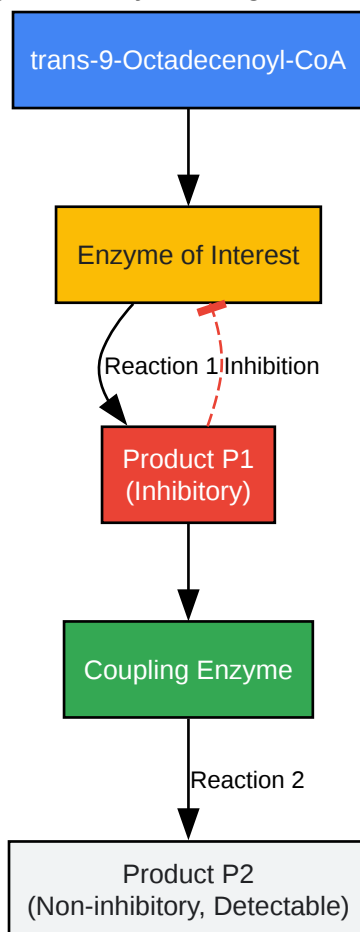 trans-9-Octadecenoyl-CoA
Enzyme of Interest
Reaction 1
Inhibition
Product P1
(Inhibitory)
Coupling Enzyme
Reaction 2
Product P2
(Non-inhibitory, Detectable)